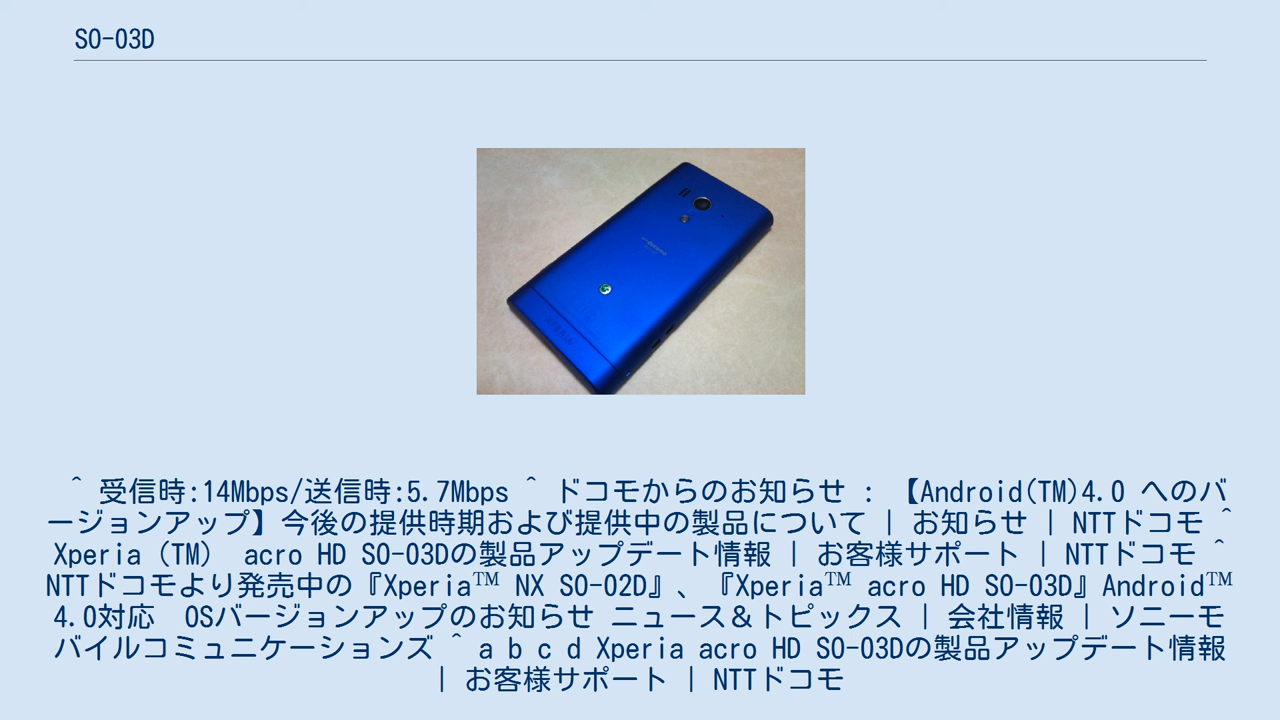 SO-03D
XPERIA
＾ 受信時:14Mbps/送信時:5.7Mbps ＾ ドコモからのお知らせ : 【Android(TM)4.0 へのバ
ージョンアップ】今後の提供時期および提供中の製品について | お知らせ | NTTドコモ ＾
Xperia (TM)　acro HD SO-03Dの製品アップデート情報 | お客様サポート | NTTドコモ ＾
NTTドコモより発売中の『Xperia™ NX SO-02D』、『Xperia™ acro HD SO-03D』Android™
4.0対応　OSバージョンアップのお知らせ ニュース＆トピックス | 会社情報 | ソニーモ
バイルコミュニケーションズ ＾ a b c d Xperia acro HD SO-03Dの製品アップデート情報
| お客様サポート | NTTドコモ